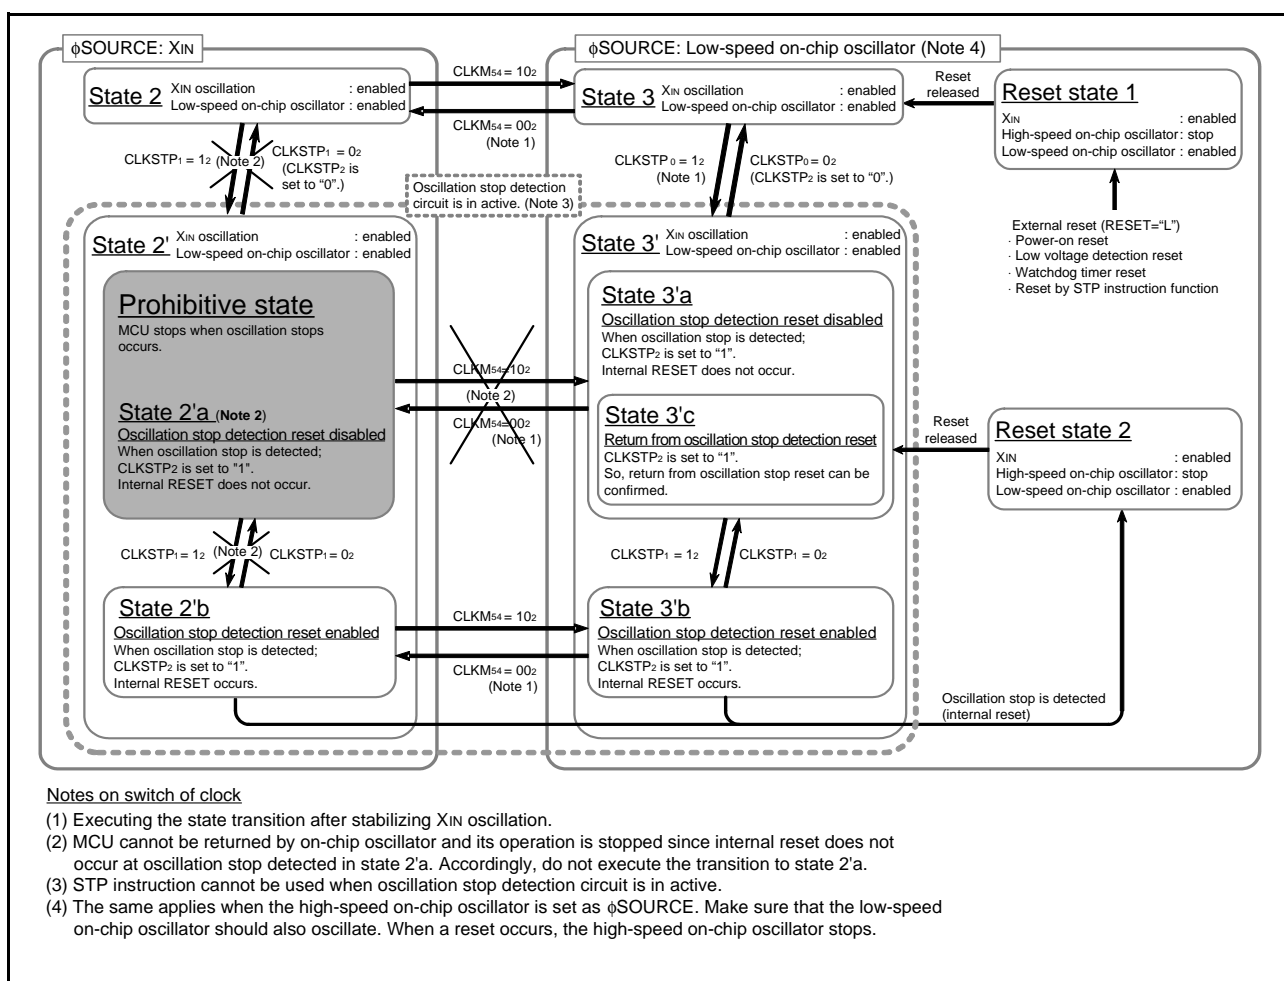 ϕSOURCE: XIN
ϕSOURCE: Low-speed on-chip oscillator (Note 4)
State 2
XIN oscillation : enabled
Low-speed on-chip oscillator : enabled
CLKM54 = 102
CLKM54 = 002
(Note 1)
State 3
XIN oscillation : enabled
Low-speed on-chip oscillator : enabled
Reset
released
Reset state 1
XIN : enabled
High-speed on-chip oscillator : stop
Low-speed on-chip oscillator : enabled
CLKSTP1 = 12
(Note 2)
CLKSTP1 = 02
(CLKSTP2 is
set to “0”.)
Oscillation stop detection
circuit is in active. (Note 3)
CLKSTP0 = 12
(Note 1)
CLKSTP0 = 02
(CLKSTP2 is set to “0”.)
External reset (RESET=“L”)
· Power-on reset
· Low voltage detection reset
· Watchdog timer reset
· Reset by STP instruction function
State 2'
XIN oscillation : enabled
Low-speed on-chip oscillator : enabled
State 3'
XIN oscillation : enabled
Low-speed on-chip oscillator : enabled
Prohibitive state
MCU stops when oscillation stops
occurs.
State 2'a (Note 2)
Oscillation stop detection reset disabled
When oscillation stop is detected;
CLKSTP2 is set to "1".
Internal RESET does not occur.
CLKM54=102
(Note 2)
CLKM54=002
(Note 1)
State 3'a
Oscillation stop detection reset disabled
When oscillation stop is detected;
CLKSTP2 is set to “1”.
Internal RESET does not occur.
State 3'c
Return from oscillation stop detection reset
CLKSTP2 is set to “1”.
So, return from oscillation stop reset can be
confirmed.
Reset
released
Reset state 2
XIN : enabled
High-speed on-chip oscillator : stop
Low-speed on-chip oscillator : enabled
CLKSTP1 = 12
(Note 2)
CLKSTP1 = 02
CLKSTP1 = 12
CLKSTP1 = 02
State 2'b
Oscillation stop detection reset enabled
When oscillation stop is detected;
CLKSTP2 is set to “1”.
Internal RESET occurs.
CLKM54 = 102
CLKM54 = 002
(Note 1)
State 3'b
Oscillation stop detection reset enabled
When oscillation stop is detected;
CLKSTP2 is set to “1”.
Internal RESET occurs.
Oscillation stop is detected
(internal reset)
Notes on switch of clock
(1) Executing the state transition after stabilizing XIN oscillation.
(2) MCU cannot be returned by on-chip oscillator and its operation is stopped since internal reset does not
occur at oscillation stop detected in state 2'a. Accordingly, do not execute the transition to state 2'a.
(3) STP instruction cannot be used when oscillation stop detection circuit is in active.
(4) The same applies when the high-speed on-chip oscillator is set as ϕSOURCE. Make sure that the low-speed
on-chip oscillator should also oscillate. When a reset occurs, the high-speed on-chip oscillator stops.